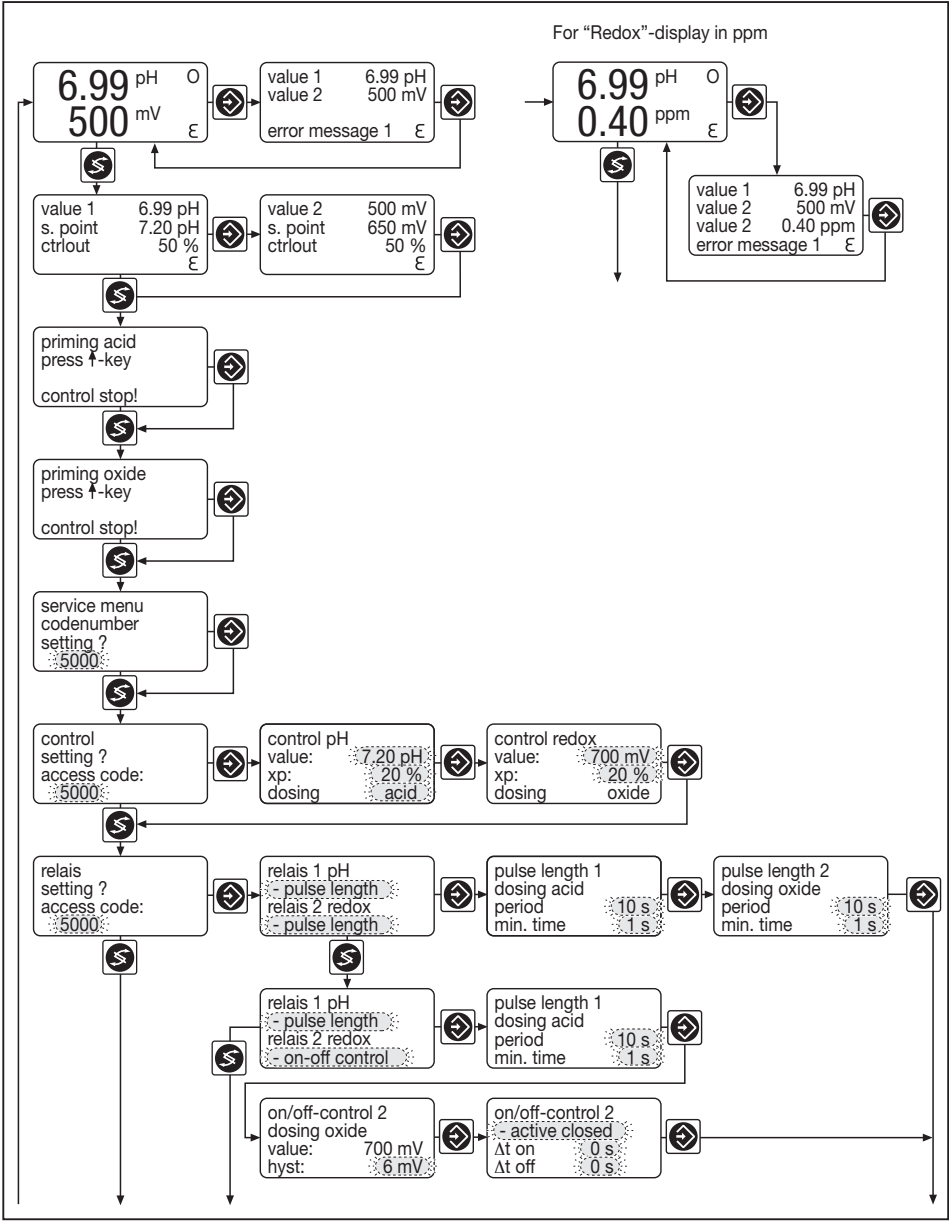 For “Redox”-display in ppm
6.99 pH O
500 mV ε
value 1 6.99 pH
value 2 500 mV
error message 1 ε
6.99 pH O
0.40 ppm ε
value 1 6.99 pH
value 2 500 mV
value 2 0.40 ppm
error message 1 ε
value 1 6.99 pH
s. point 7.20 pH
ctrlout 50 %
ε
value 2 500 mV
s. point 650 mV
ctrlout 50 %
ε
priming acid
press ↑-key
control stop!
priming oxide
press ↑-key
control stop!
service menu
codenumber
setting ?
5000
control
setting ?
access code:
5000
control pH
value: 7.20 pH
xp: 20 %
dosing acid
control redox
value: 700 mV
xp: 20 %
dosing oxide
relais
setting ?
access code:
5000
relais 1 pH
- pulse length
relais 2 redox
- pulse length
pulse length 1
dosing acid
period 10 s
min. time 1 s
pulse length 2
dosing oxide
period 10 s
min. time 1 s
relais 1 pH
- pulse length
relais 2 redox
- on-off control
pulse length 1
dosing acid
period 10 s
min. time 1 s
on/off-control 2
dosing oxide
value: 700 mV
hyst: 6 mV
on/off-control 2
- active closed
Δt on 0 s
Δt off 0 s